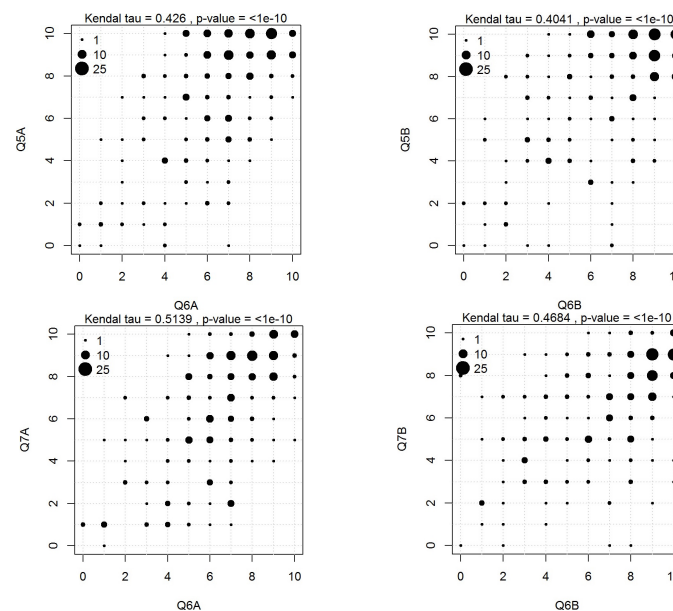 Kendal tau = 0.426 , p-value = <1e-10
1
10
25
Q5A
0 2 4 6 8 10
0 2 4 6 8 10
Q6A
Kendal tau = 0.4041 , p-value = <1e-10
1
10
25
Q5B
0 2 4 6 8 10
0 2 4 6 8 1
Q6B
Kendal tau = 0.5139 , p-value = <1e-10
1
10
25
Q7A
0 2 4 6 8 10
0 2 4 6 8 10
Q6A
Kendal tau = 0.4684 , p-value = <1e-10
1
10
25
Q7B
0 2 4 6 8 10
0 2 4 6 8 1
Q6B